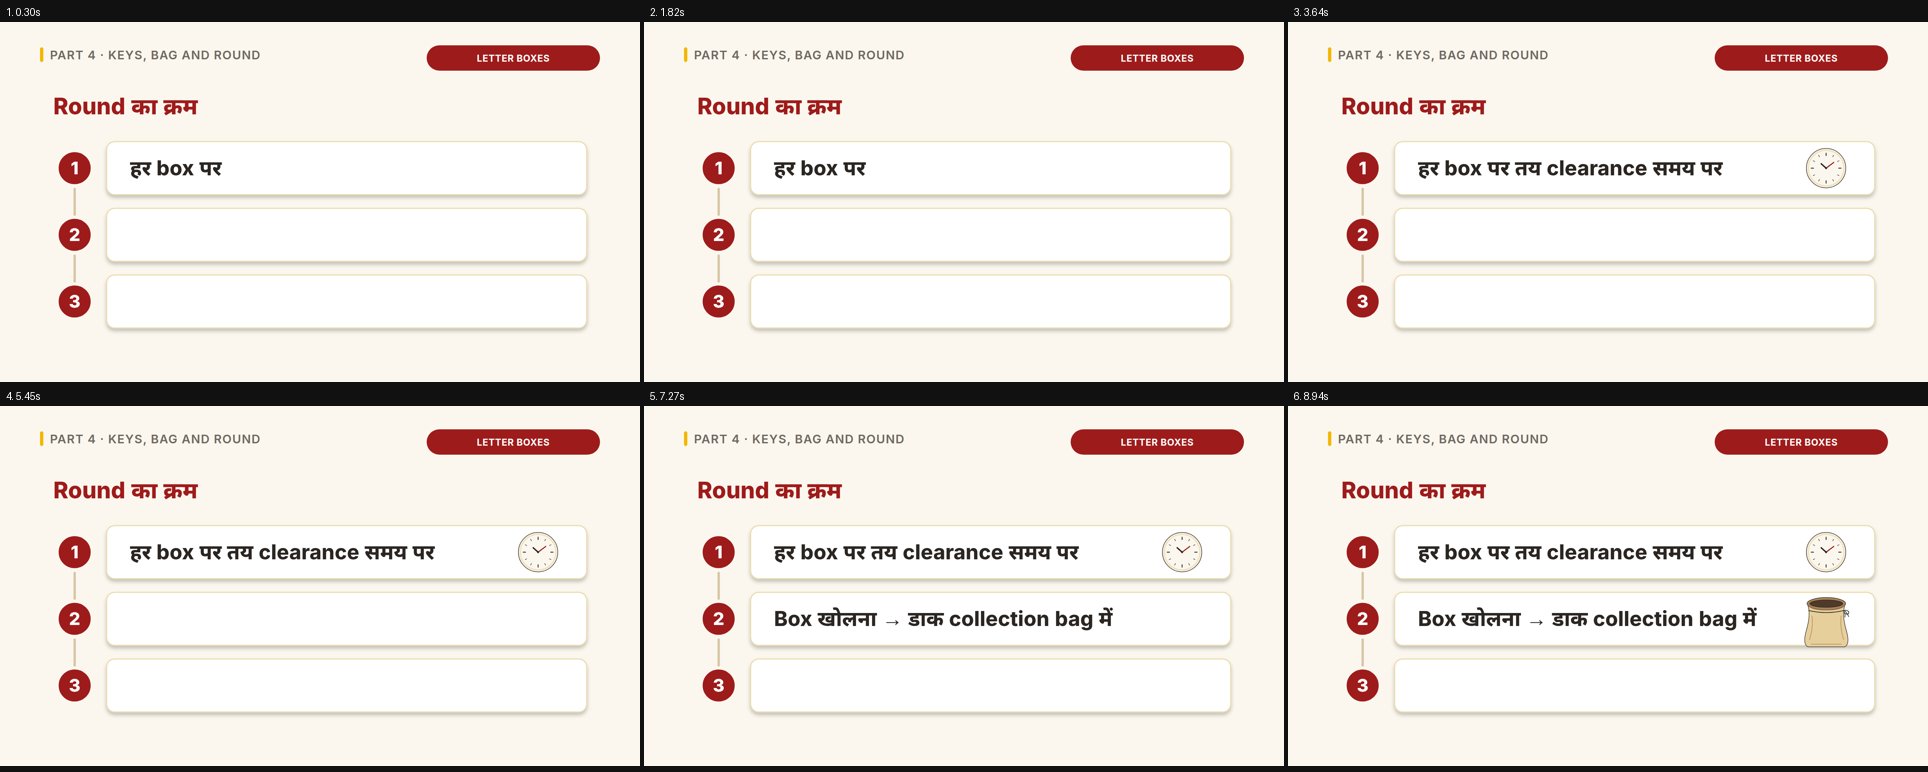 1. 0.30s
PART 4 · KEYS, BAG AND ROUND
LETTER BOXES
Round का क्रम
1 हर box पर
2
3
2. 1.82s
PART 4 · KEYS, BAG AND ROUND
LETTER BOXES
Round का क्रम
1 हर box पर
2
3
3. 3.64s
PART 4 · KEYS, BAG AND ROUND
LETTER BOXES
Round का क्रम
1 हर box पर तय clearance समय पर
2
3
4. 5.45s
PART 4 · KEYS, BAG AND ROUND
LETTER BOXES
Round का क्रम
1 हर box पर तय clearance समय पर
2
3
5. 7.27s
PART 4 · KEYS, BAG AND ROUND
LETTER BOXES
Round का क्रम
1 हर box पर तय clearance समय पर
2 Box खोलना → डाक collection bag में
3
6. 8.94s
PART 4 · KEYS, BAG AND ROUND
LETTER BOXES
Round का क्रम
1 हर box पर तय clearance समय पर
2 Box खोलना → डाक collection bag में
3